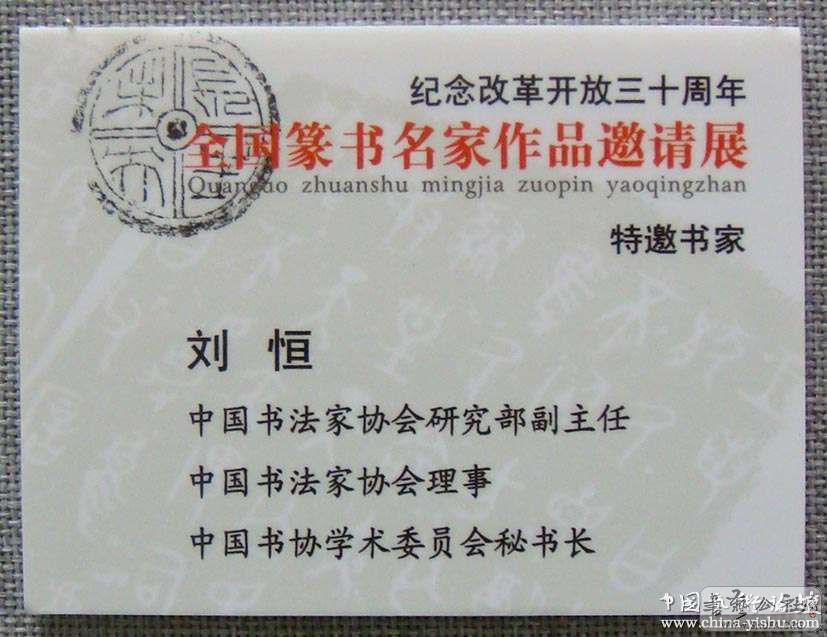 纪念改革开放三十周年
全国篆书名家作品邀请展
Quanguo zhuanshu mingjia zuopin yaoqingzhan
特邀书家
刘 恒
中国书法家协会研究部副主任
中国书法家协会理事
中国书协学术委员会秘书长
www.china-yishu.com